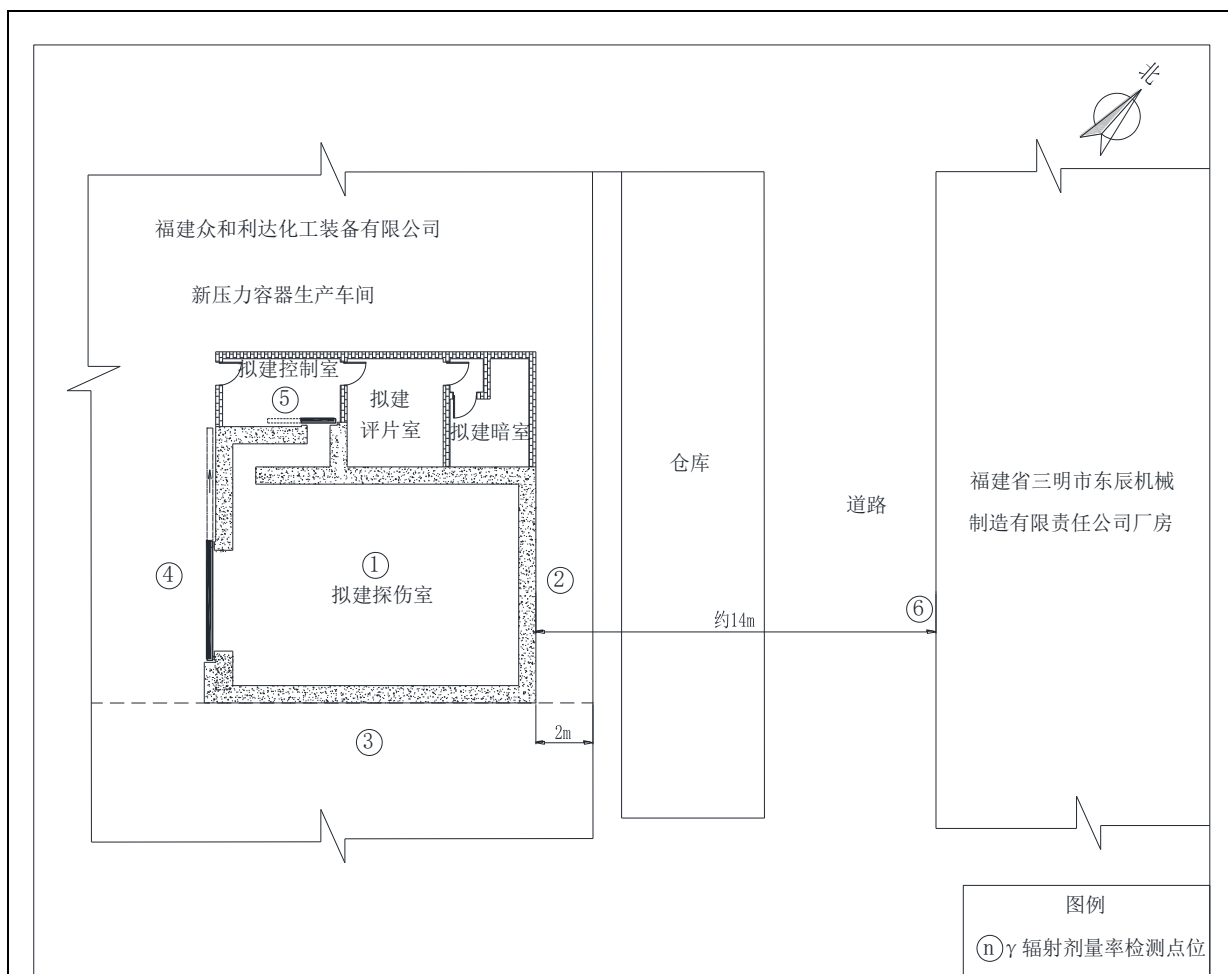 北
福建众和利达化工装备有限公司
新压力容器生产车间
拟建控制室
⑤
拟建
评片室
拟建暗室
仓库
道路
福建省三明市东辰机械
制造有限责任公司厂房
①
拟建探伤室
④
②
⑥
约14m
③
2m
图例
ⓝγ辐射剂量率检测点位